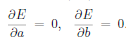 ∂E/∂a = 0, ∂E/∂b = 0.